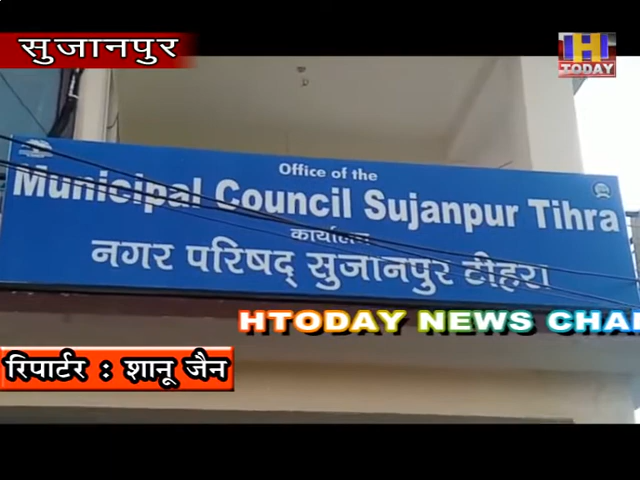 सुजानपुर
H
TODAY
Office of the
Municipal Council Sujanpur Tihra
कार्यालय
नगर परिषद् सुजानपुर टीहरा
HTODAY NEWS CHAN
रिपार्टर : शानू जैन